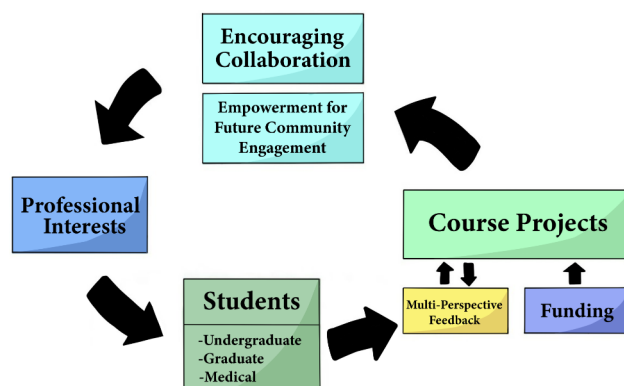 Encouraging
Collaboration
Empowerment for
Future Community
Engagement
Professional
Interests
Course Projects
Students
-Undergraduate
-Graduate
-Medical
Multi-Perspective
Feedback
Funding